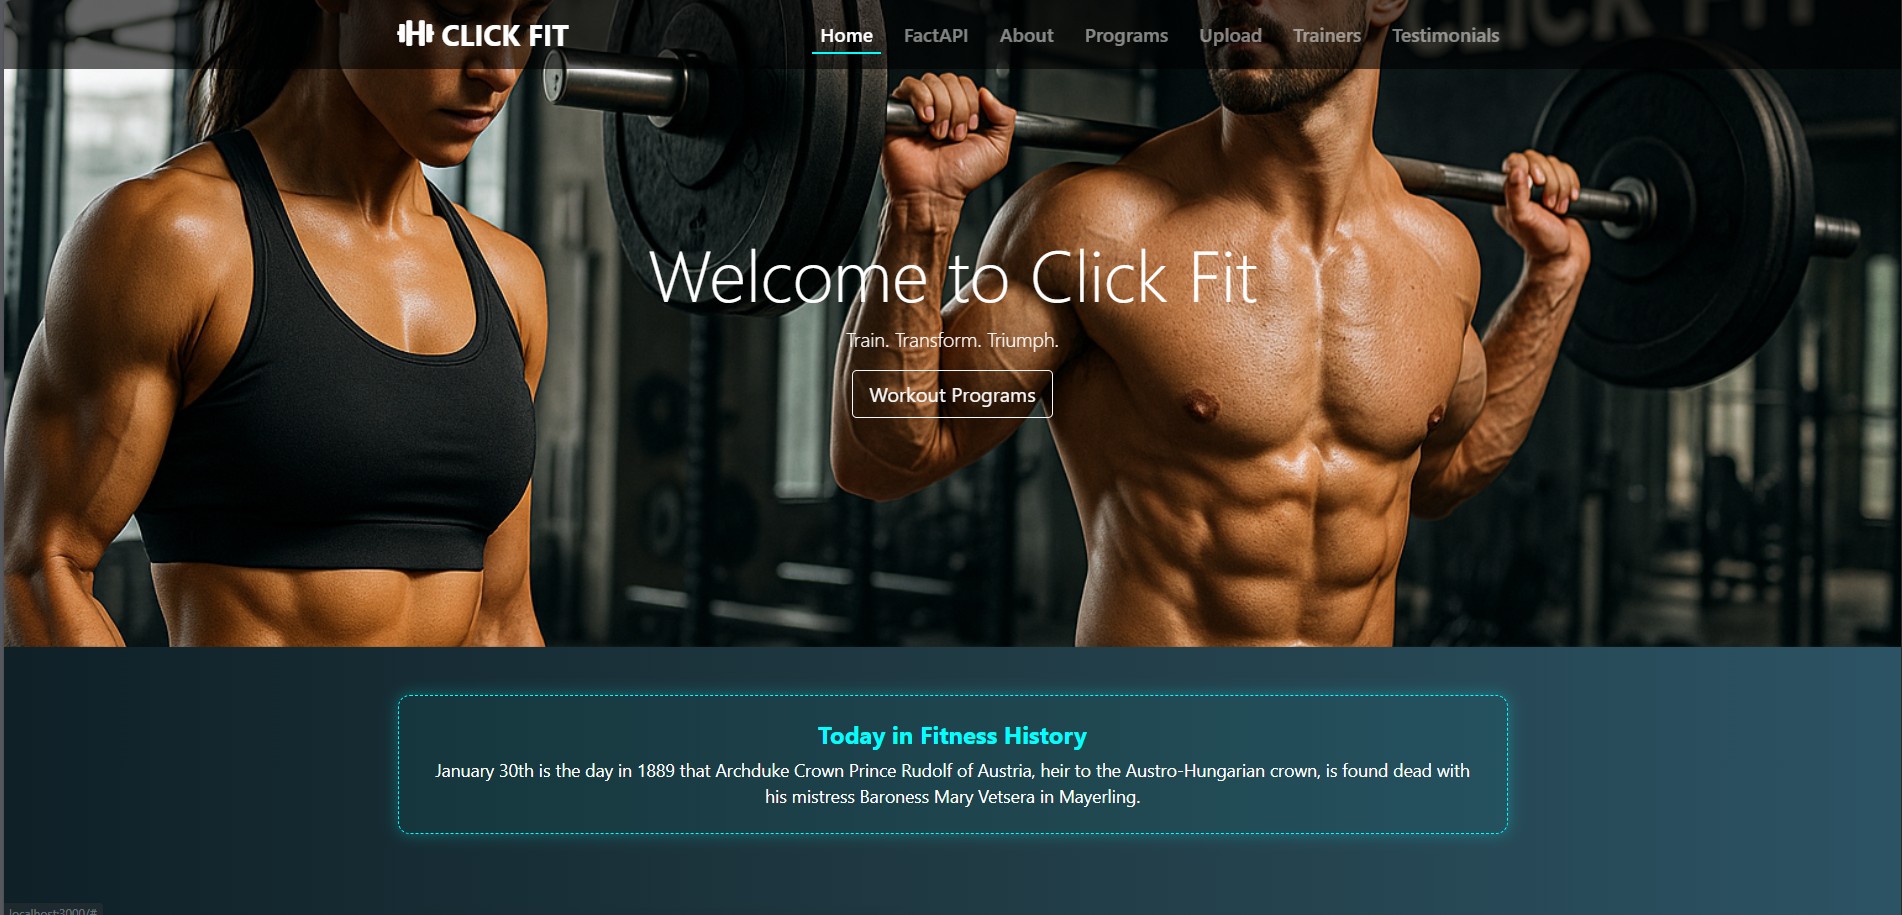 CLICK FIT
Home
FactAPI
About
Programs
Upload
Trainers
Testimonials
CLICK FIT
Welcome to Click Fit
Train. Transform. Triumph.
Workout Programs
Today in Fitness History
January 30th is the day in 1889 that Archduke Crown Prince Rudolf of Austria, heir to the Austro-Hungarian crown, is found dead with
his mistress Baroness Mary Vetsera in Mayerling.
localhost:3000/#